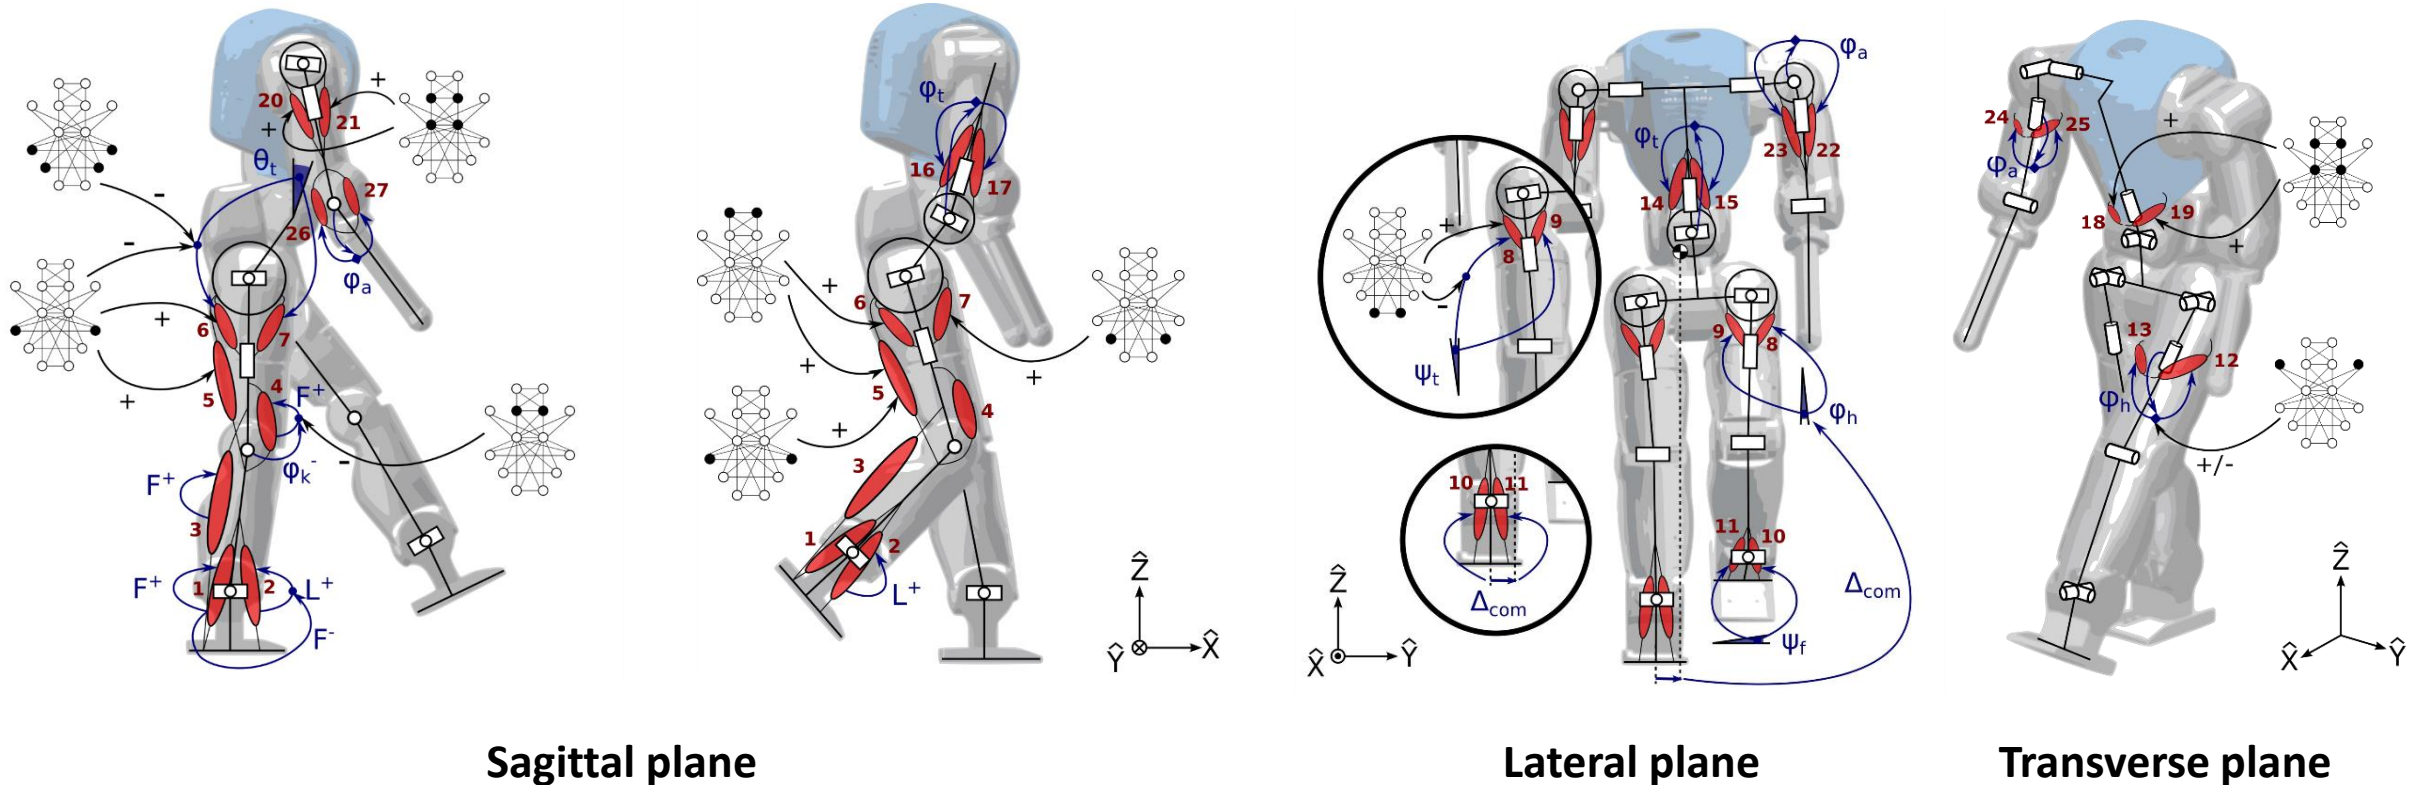 20
+
21
+
θt
-
-
27
26
φa
6
7
+
5
+
4
F+
φk-
-
F+
3
F+
1
2
L+
F-
φt
16
17
+
6
7
+
5
+
+
4
3
1
2
L+
Ẑ
Ŷ
X̂
φa
φt
23
22
14
15
+
9
8
-
ψt
9
8
φh
10
11
Δcom
11
10
ψf
Δcom
Ẑ
X̂
Ŷ
24
25
φa
+
18
19
+
13
12
φh
+/-
Ẑ
X̂
Ŷ
Sagittal plane
Lateral plane
Transverse plane